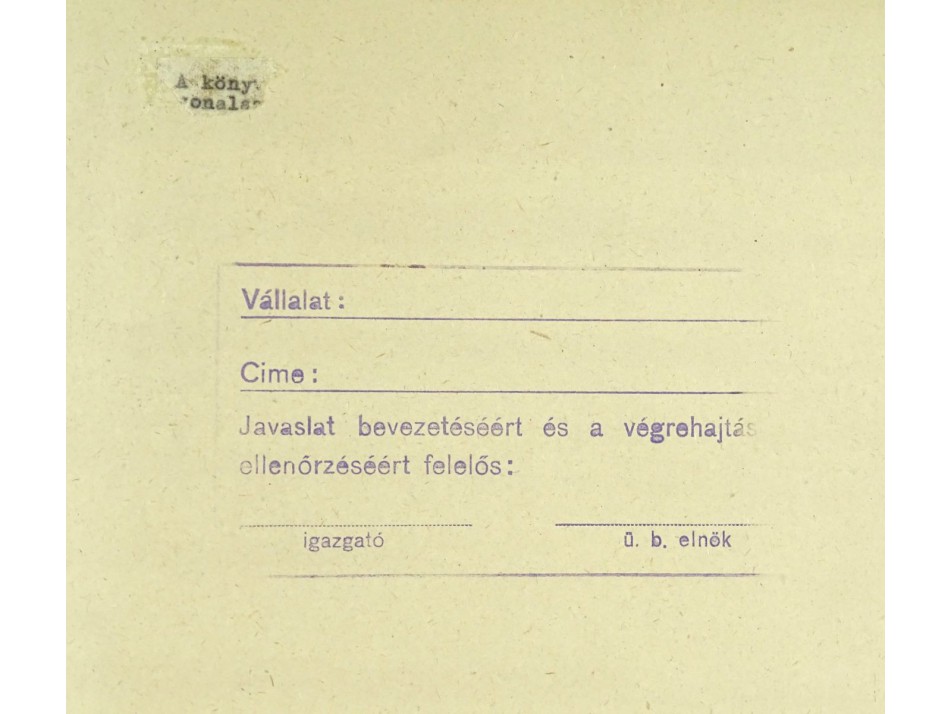 A
Vállalat :
Cime :
Javaslat bevezetéséért és a végrehajtás
ellenőrzéséért felelős :
igazgató ü. b. elnök